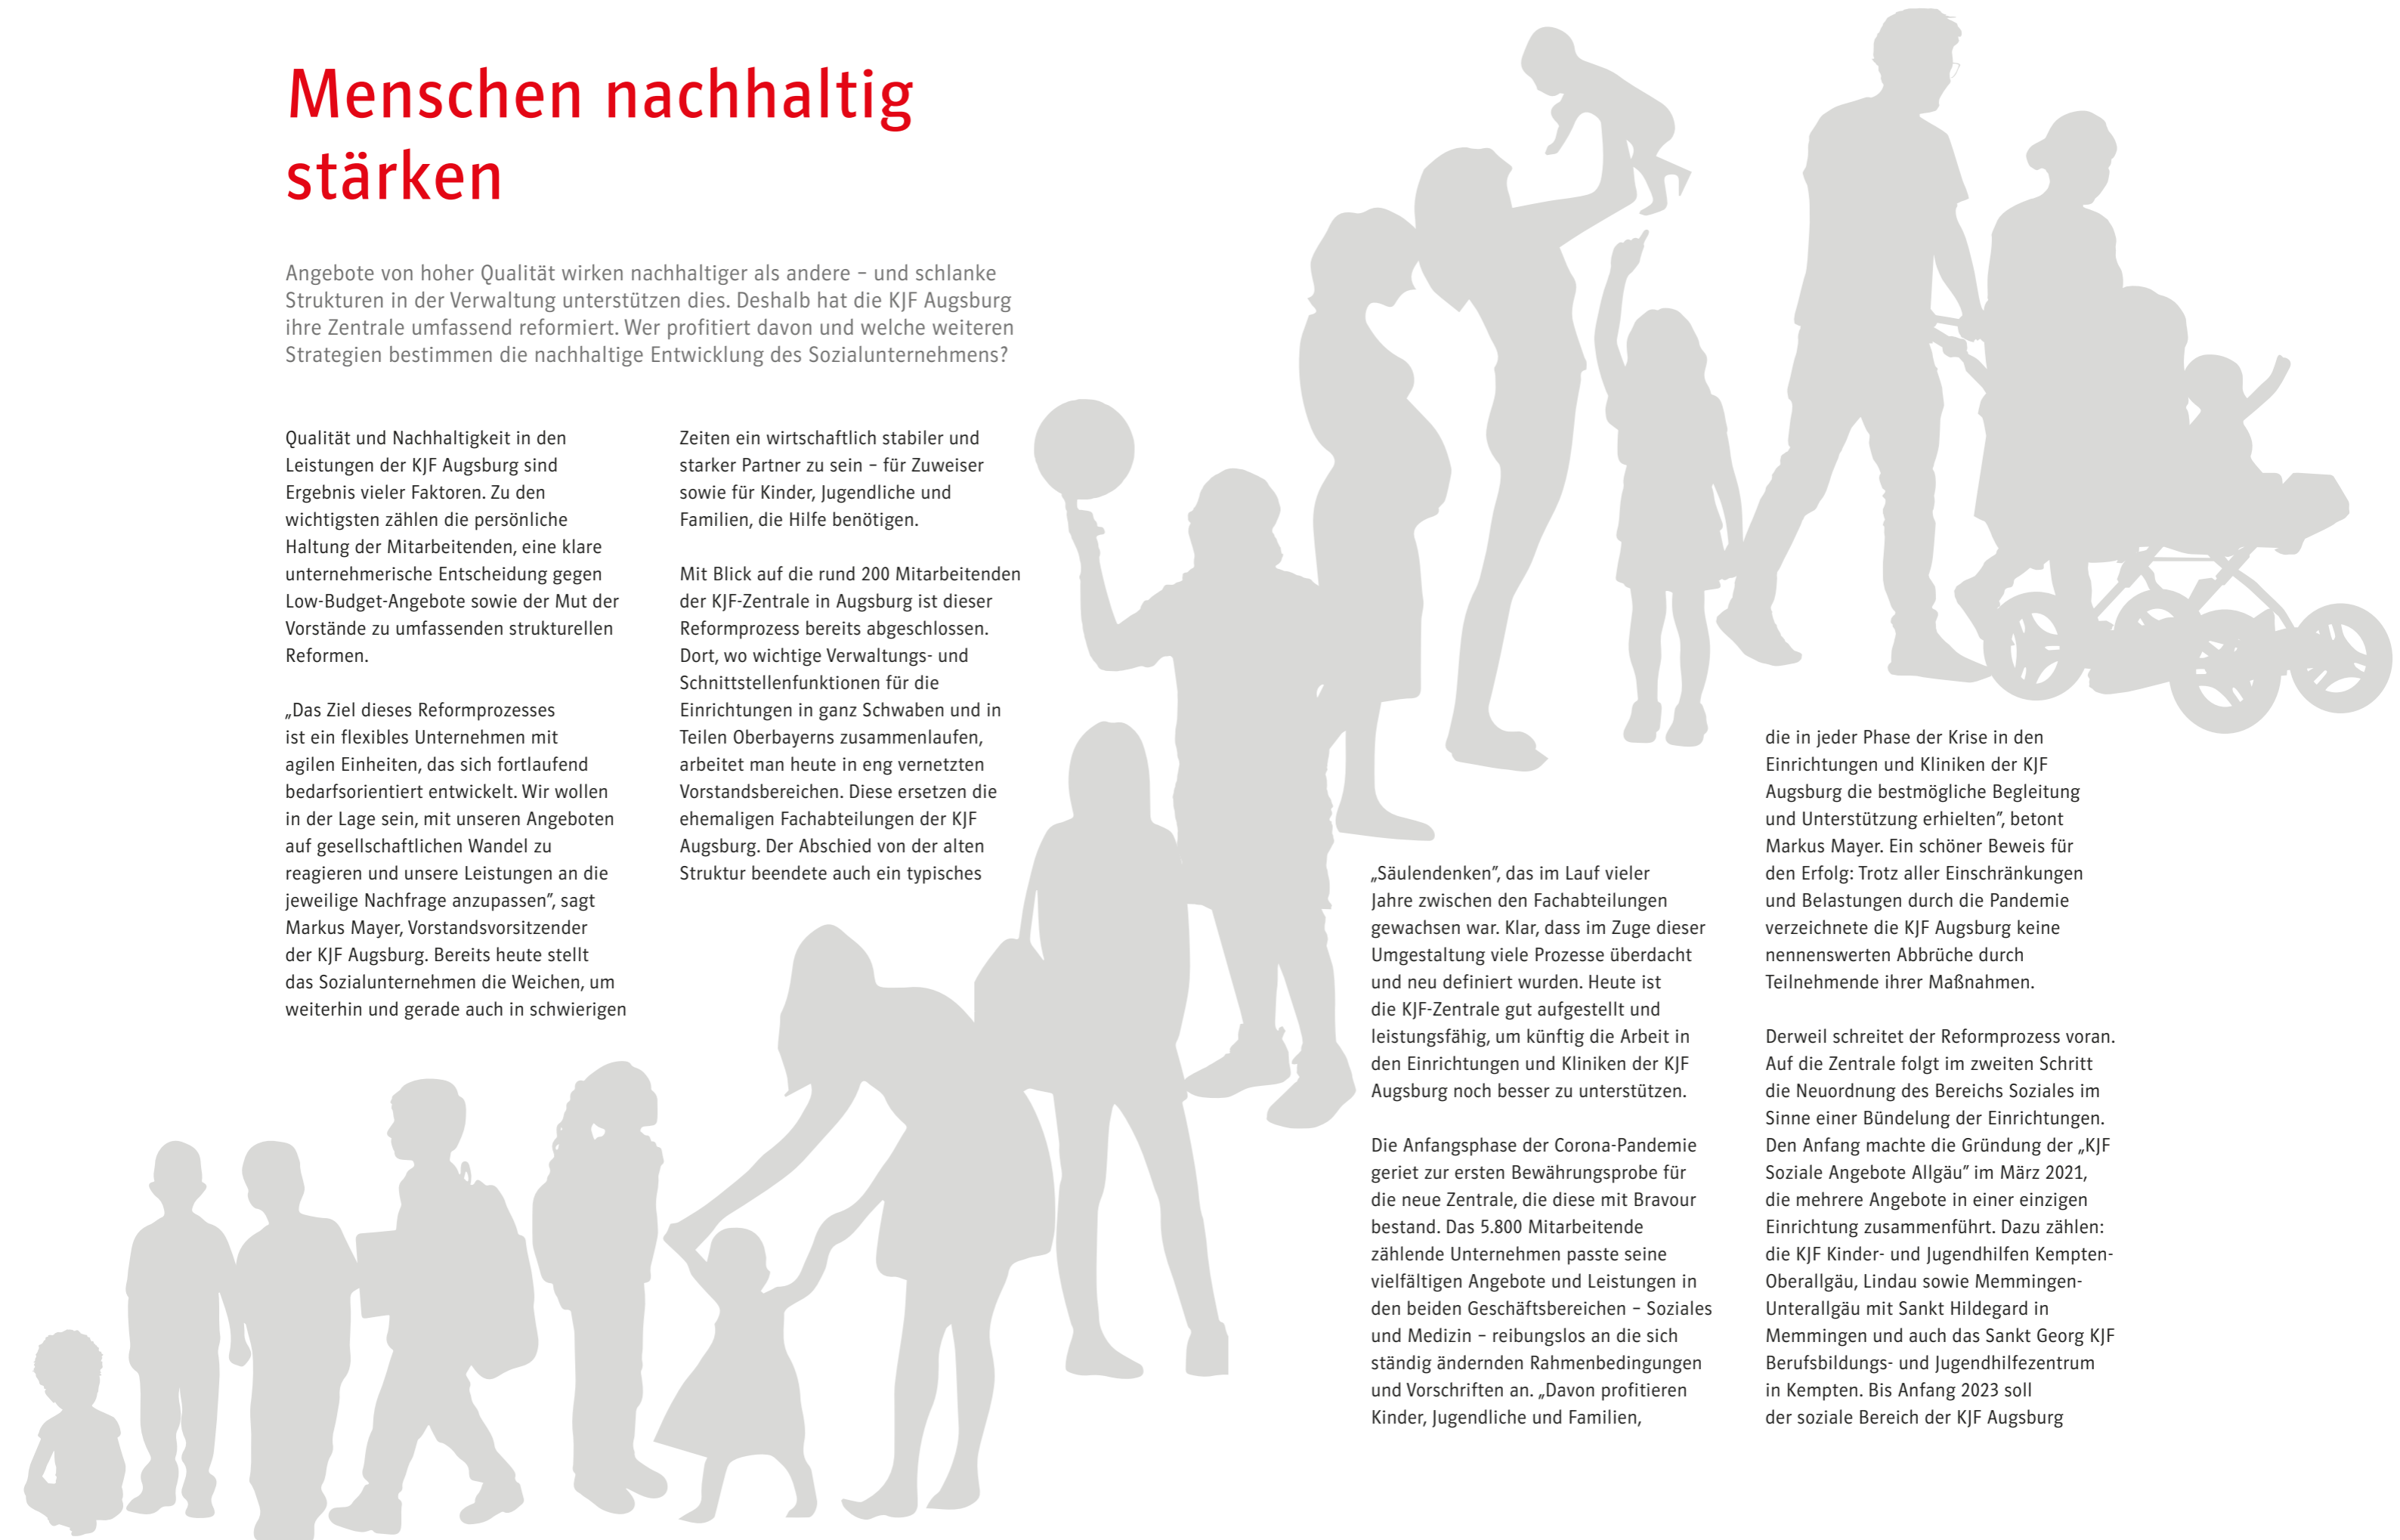 Menschen nachhaltig
stärken
Angebote von hoher Qualität wirken nachhaltiger als andere – und schlanke
Strukturen in der Verwaltung unterstützen dies. Deshalb hat die KJF Augsburg
ihre Zentrale umfassend reformiert. Wer profitiert davon und welche weiteren
Strategien bestimmen die nachhaltige Entwicklung des Sozialunternehmens?
Qualität und Nachhaltigkeit in den
Leistungen der KJF Augsburg sind
Ergebnis vieler Faktoren. Zu den
wichtigsten zählen die persönliche
Haltung der Mitarbeitenden, eine klare
unternehmerische Entscheidung gegen
Low-Budget-Angebote sowie der Mut der
Vorstände zu umfassenden strukturellen
Reformen.
„Das Ziel dieses Reformprozesses
ist ein flexibles Unternehmen mit
agilen Einheiten, das sich fortlaufend
bedarfsorientiert entwickelt. Wir wollen
in der Lage sein, mit unseren Angeboten
auf gesellschaftlichen Wandel zu
reagieren und unsere Leistungen an die
jeweilige Nachfrage anzupassen”, sagt
Markus Mayer, Vorstandsvorsitzender
der KJF Augsburg. Bereits heute stellt
das Sozialunternehmen die Weichen, um
weiterhin und gerade auch in schwierigen
Zeiten ein wirtschaftlich stabiler und
starker Partner zu sein – für Zuweiser
sowie für Kinder, Jugendliche und
Familien, die Hilfe benötigen.
Mit Blick auf die rund 200 Mitarbeitenden
der KJF-Zentrale in Augsburg ist dieser
Reformprozess bereits abgeschlossen.
Dort, wo wichtige Verwaltungs- und
Schnittstellenfunktionen für die
Einrichtungen in ganz Schwaben und in
Teilen Oberbayerns zusammenlaufen,
arbeitet man heute in eng vernetzten
Vorstandsbereichen. Diese ersetzen die
ehemaligen Fachabteilungen der KJF
Augsburg. Der Abschied von der alten
Struktur beendete auch ein typisches
„Säulendenken”, das im Lauf vieler
Jahre zwischen den Fachabteilungen
gewachsen war. Klar, dass im Zuge dieser
Umgestaltung viele Prozesse überdacht
und neu definiert wurden. Heute ist
die KJF-Zentrale gut aufgestellt und
leistungsfähig, um künftig die Arbeit in
den Einrichtungen und Kliniken der KJF
Augsburg noch besser zu unterstützen.
Die Anfangsphase der Corona-Pandemie
geriet zur ersten Bewährungsprobe für
die neue Zentrale, die diese mit Bravour
bestand. Das 5.800 Mitarbeitende
zählende Unternehmen passte seine
vielfältigen Angebote und Leistungen in
den beiden Geschäftsbereichen – Soziales
und Medizin – reibungslos an die sich
ständig ändernden Rahmenbedingungen
und Vorschriften an. „Davon profitieren
Kinder, Jugendliche und Familien,
die in jeder Phase der Krise in den
Einrichtungen und Kliniken der KJF
Augsburg die bestmögliche Begleitung
und Unterstützung erhielten”, betont
Markus Mayer. Ein schöner Beweis für
den Erfolg: Trotz aller Einschränkungen
und Belastungen durch die Pandemie
verzeichnete die KJF Augsburg keine
nennenswerten Abbrüche durch
Teilnehmende ihrer Maßnahmen.
Derweil schreitet der Reformprozess voran.
Auf die Zentrale folgt im zweiten Schritt
die Neuordnung des Bereichs Soziales im
Sinne einer Bündelung der Einrichtungen.
Den Anfang machte die Gründung der „KJF
Soziale Angebote Allgäu” im März 2021,
die mehrere Angebote in einer einzigen
Einrichtung zusammenführt. Dazu zählen:
die KJF Kinder- und Jugendhilfen Kempten-
Oberallgäu, Lindau sowie Memmingen-
Unterallgäu mit Sankt Hildegard in
Memmingen und auch das Sankt Georg KJF
Berufsbildungs- und Jugendhilfezentrum
in Kempten. Bis Anfang 2023 soll
der soziale Bereich der KJF Augsburg